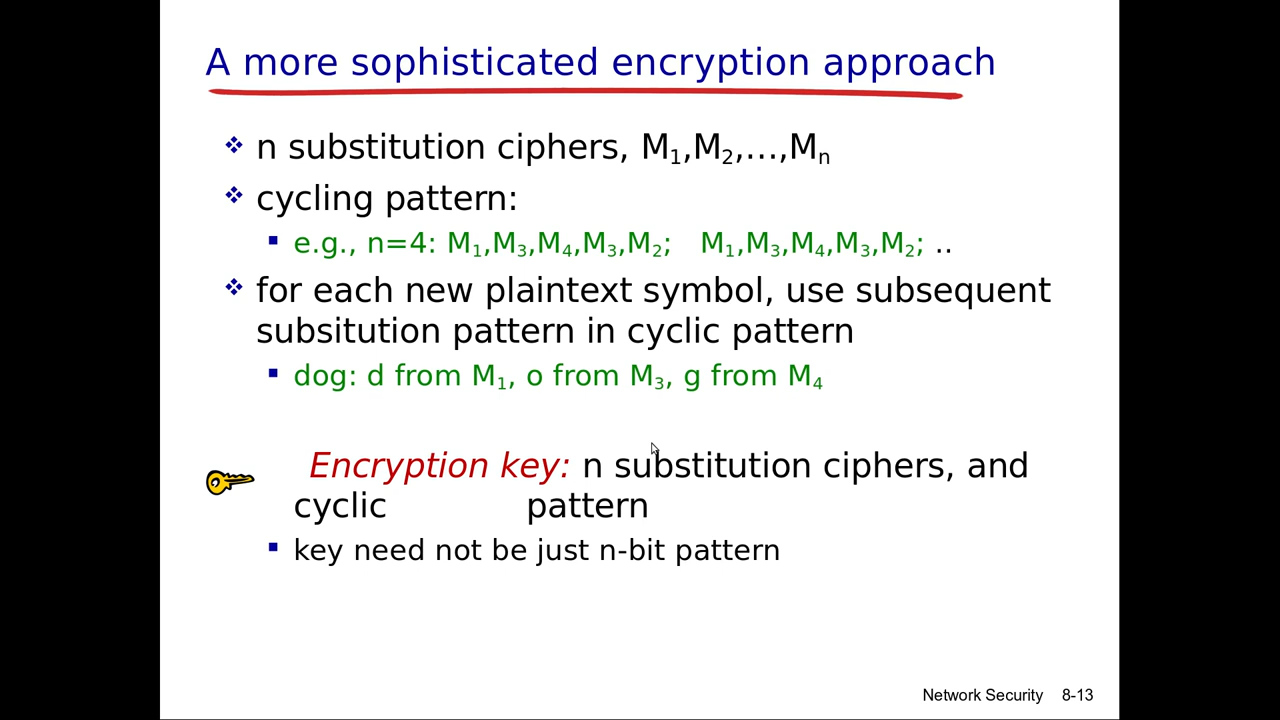 A more sophisticated encryption approach
❖ n substitution ciphers, M₁,M₂,…,Mₙ
❖ cycling pattern:
▪ e.g., n=4: M₁,M₃,M₄,M₃,M₂; M₁,M₃,M₄,M₃,M₂; ..
❖ for each new plaintext symbol, use subsequent
subsitution pattern in cyclic pattern
▪ dog: d from M₁, o from M₃, g from M₄
Encryption key: n substitution ciphers, and
cyclic pattern
▪ key need not be just n-bit pattern
Network Security 8-13